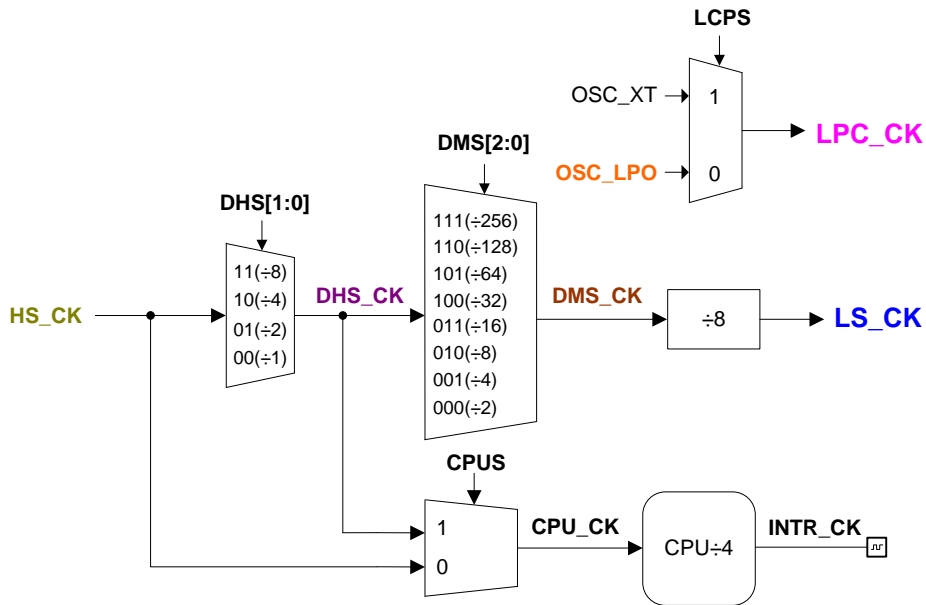 LCPS
OSC_XT
1
LPC_CK
OSC_LPO
0
DMS[2:0]
DHS[1:0]
111(÷256)
110(÷128)
101(÷64)
100(÷32)
011(÷16)
010(÷8)
001(÷4)
000(÷2)
11(÷8)
10(÷4)
01(÷2)
00(÷1)
HS_CK
DHS_CK
DMS_CK
÷8
LS_CK
CPUS
1
0
CPU_CK
CPU÷4
INTR_CK